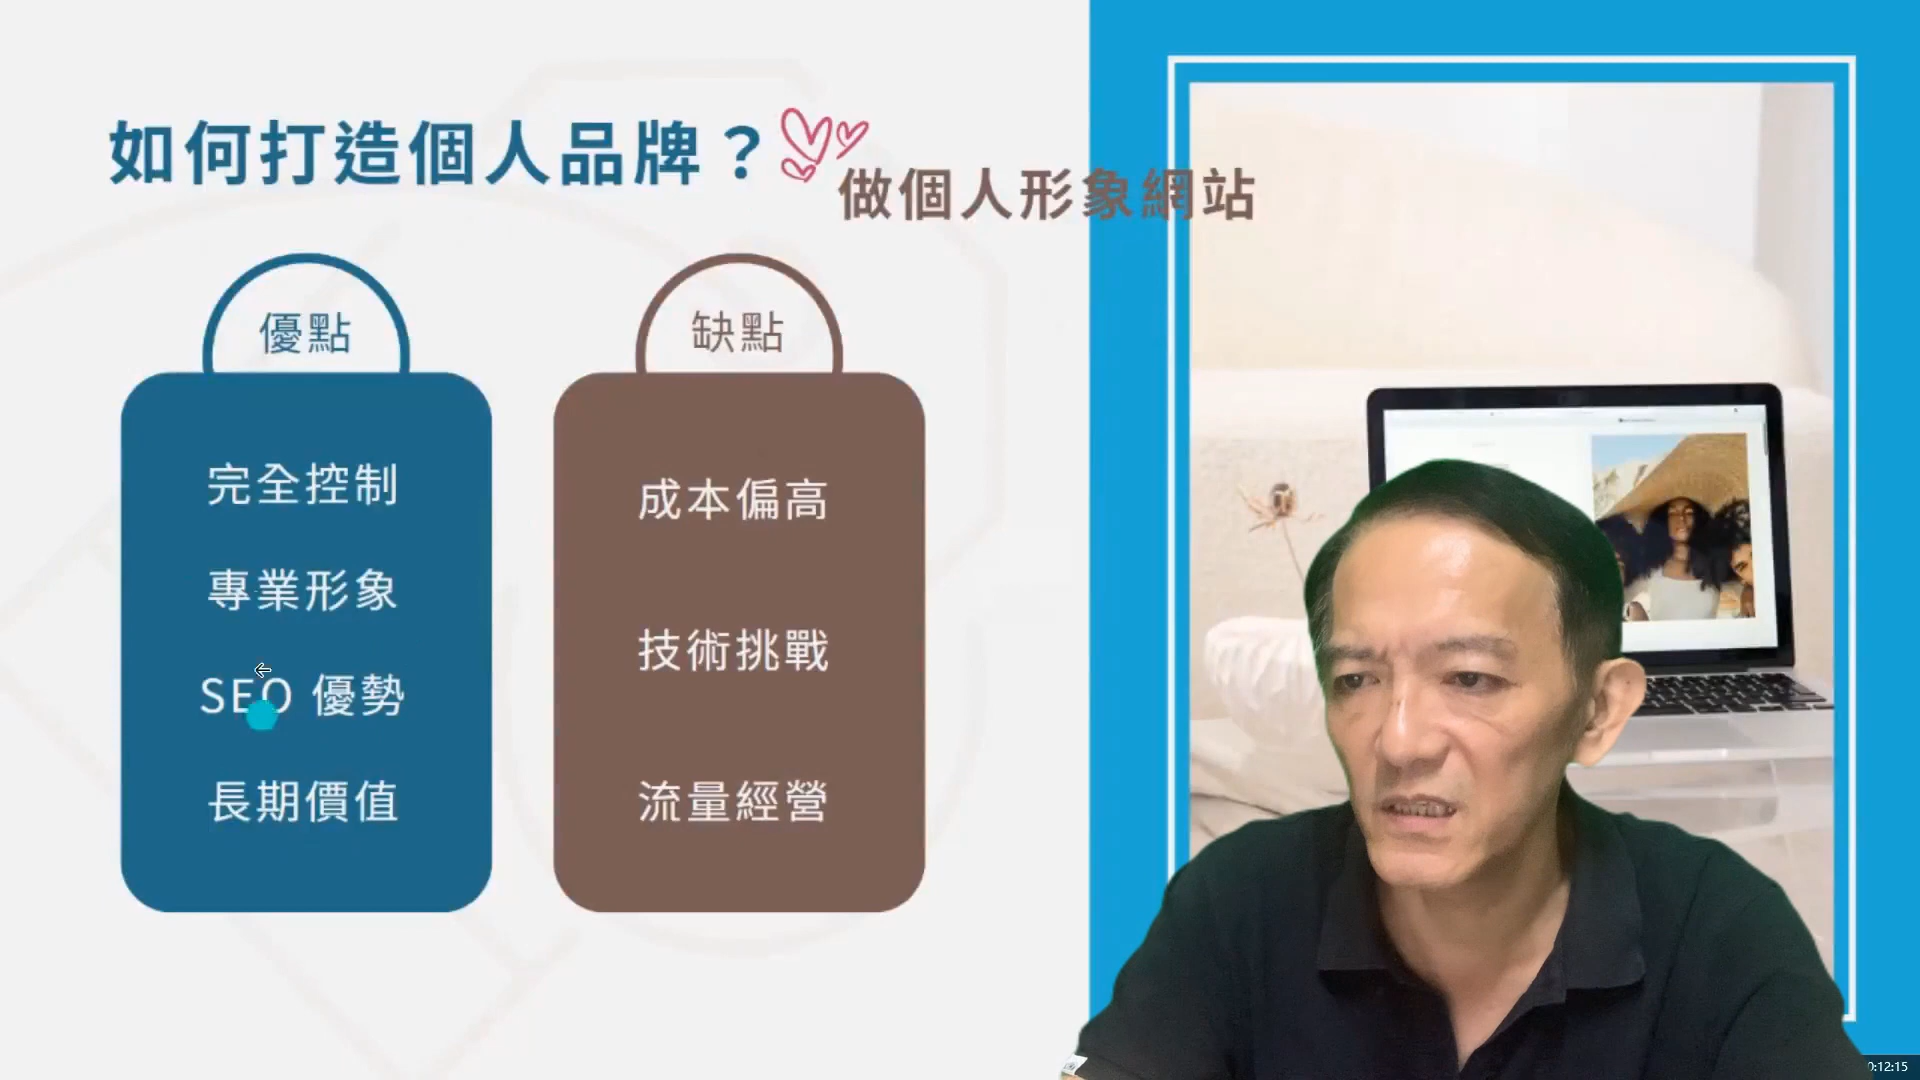 如何打造個人品牌？
做個人形象網站
優點
完全控制
專業形象
SEO 優勢
長期價值
缺點
成本偏高
技術挑戰
流量經營
0:12:15